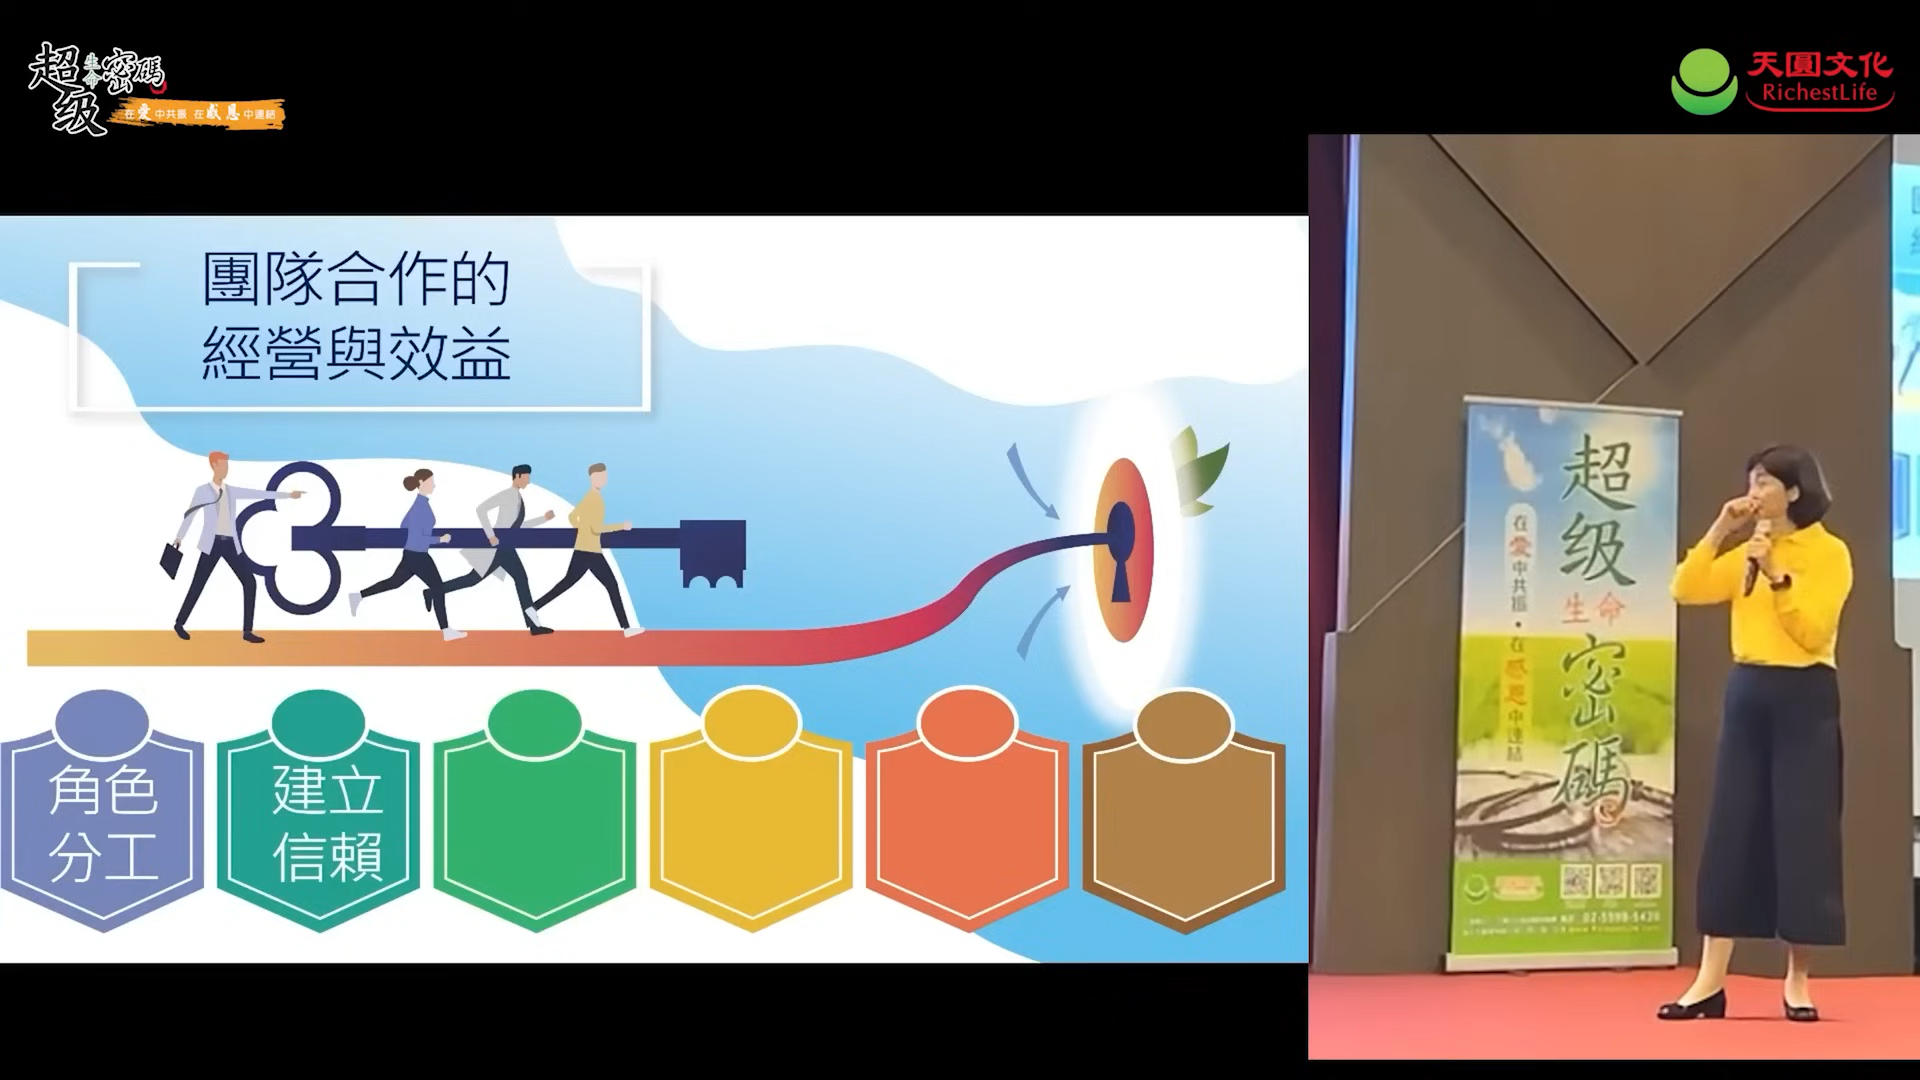 超级生命密碼
在愛中共振 在感恩中連結
天圓文化
RichestLife
團隊合作的
經營與效益
角色
分工
建立
信賴
超级生命密碼
在愛中共振・在感恩中連結